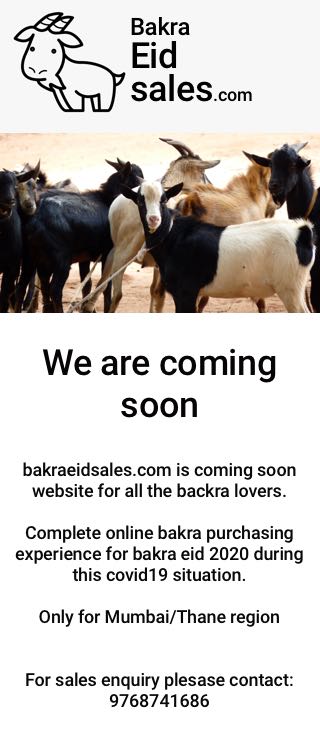 Bakra
Eid
sales.com
We are coming
soon
bakraeidsales.com is coming soon
website for all the backra lovers.
Complete online bakra purchasing
experience for bakra eid 2020 during
this covid19 situation.
Only for Mumbai/Thane region
For sales enquiry plesase contact:
9768741686